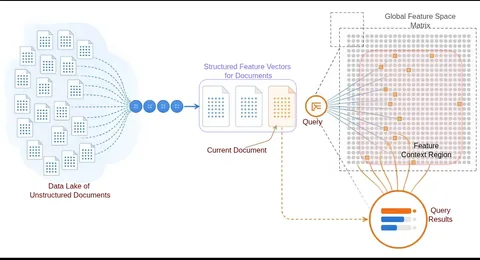 Global Feature Space
Matrix
Structured Feature Vectors
for Documents
Query
Current Document
Feature
Context Region
Data Lake of
Unstructured Documents
Query
Results